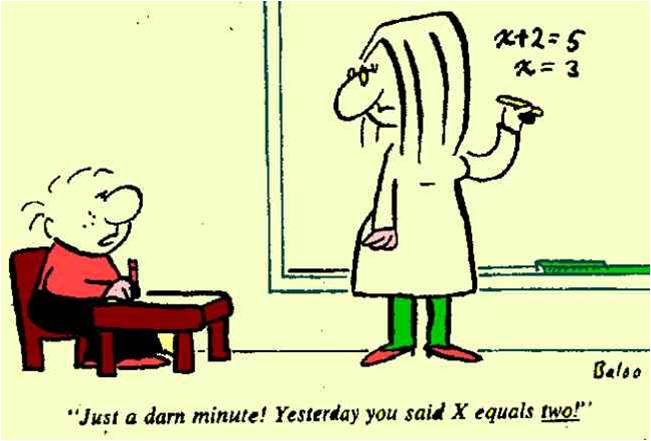 x+2=5
x=3
Baloo
"Just a darn minute! Yesterday you said X equals two!"